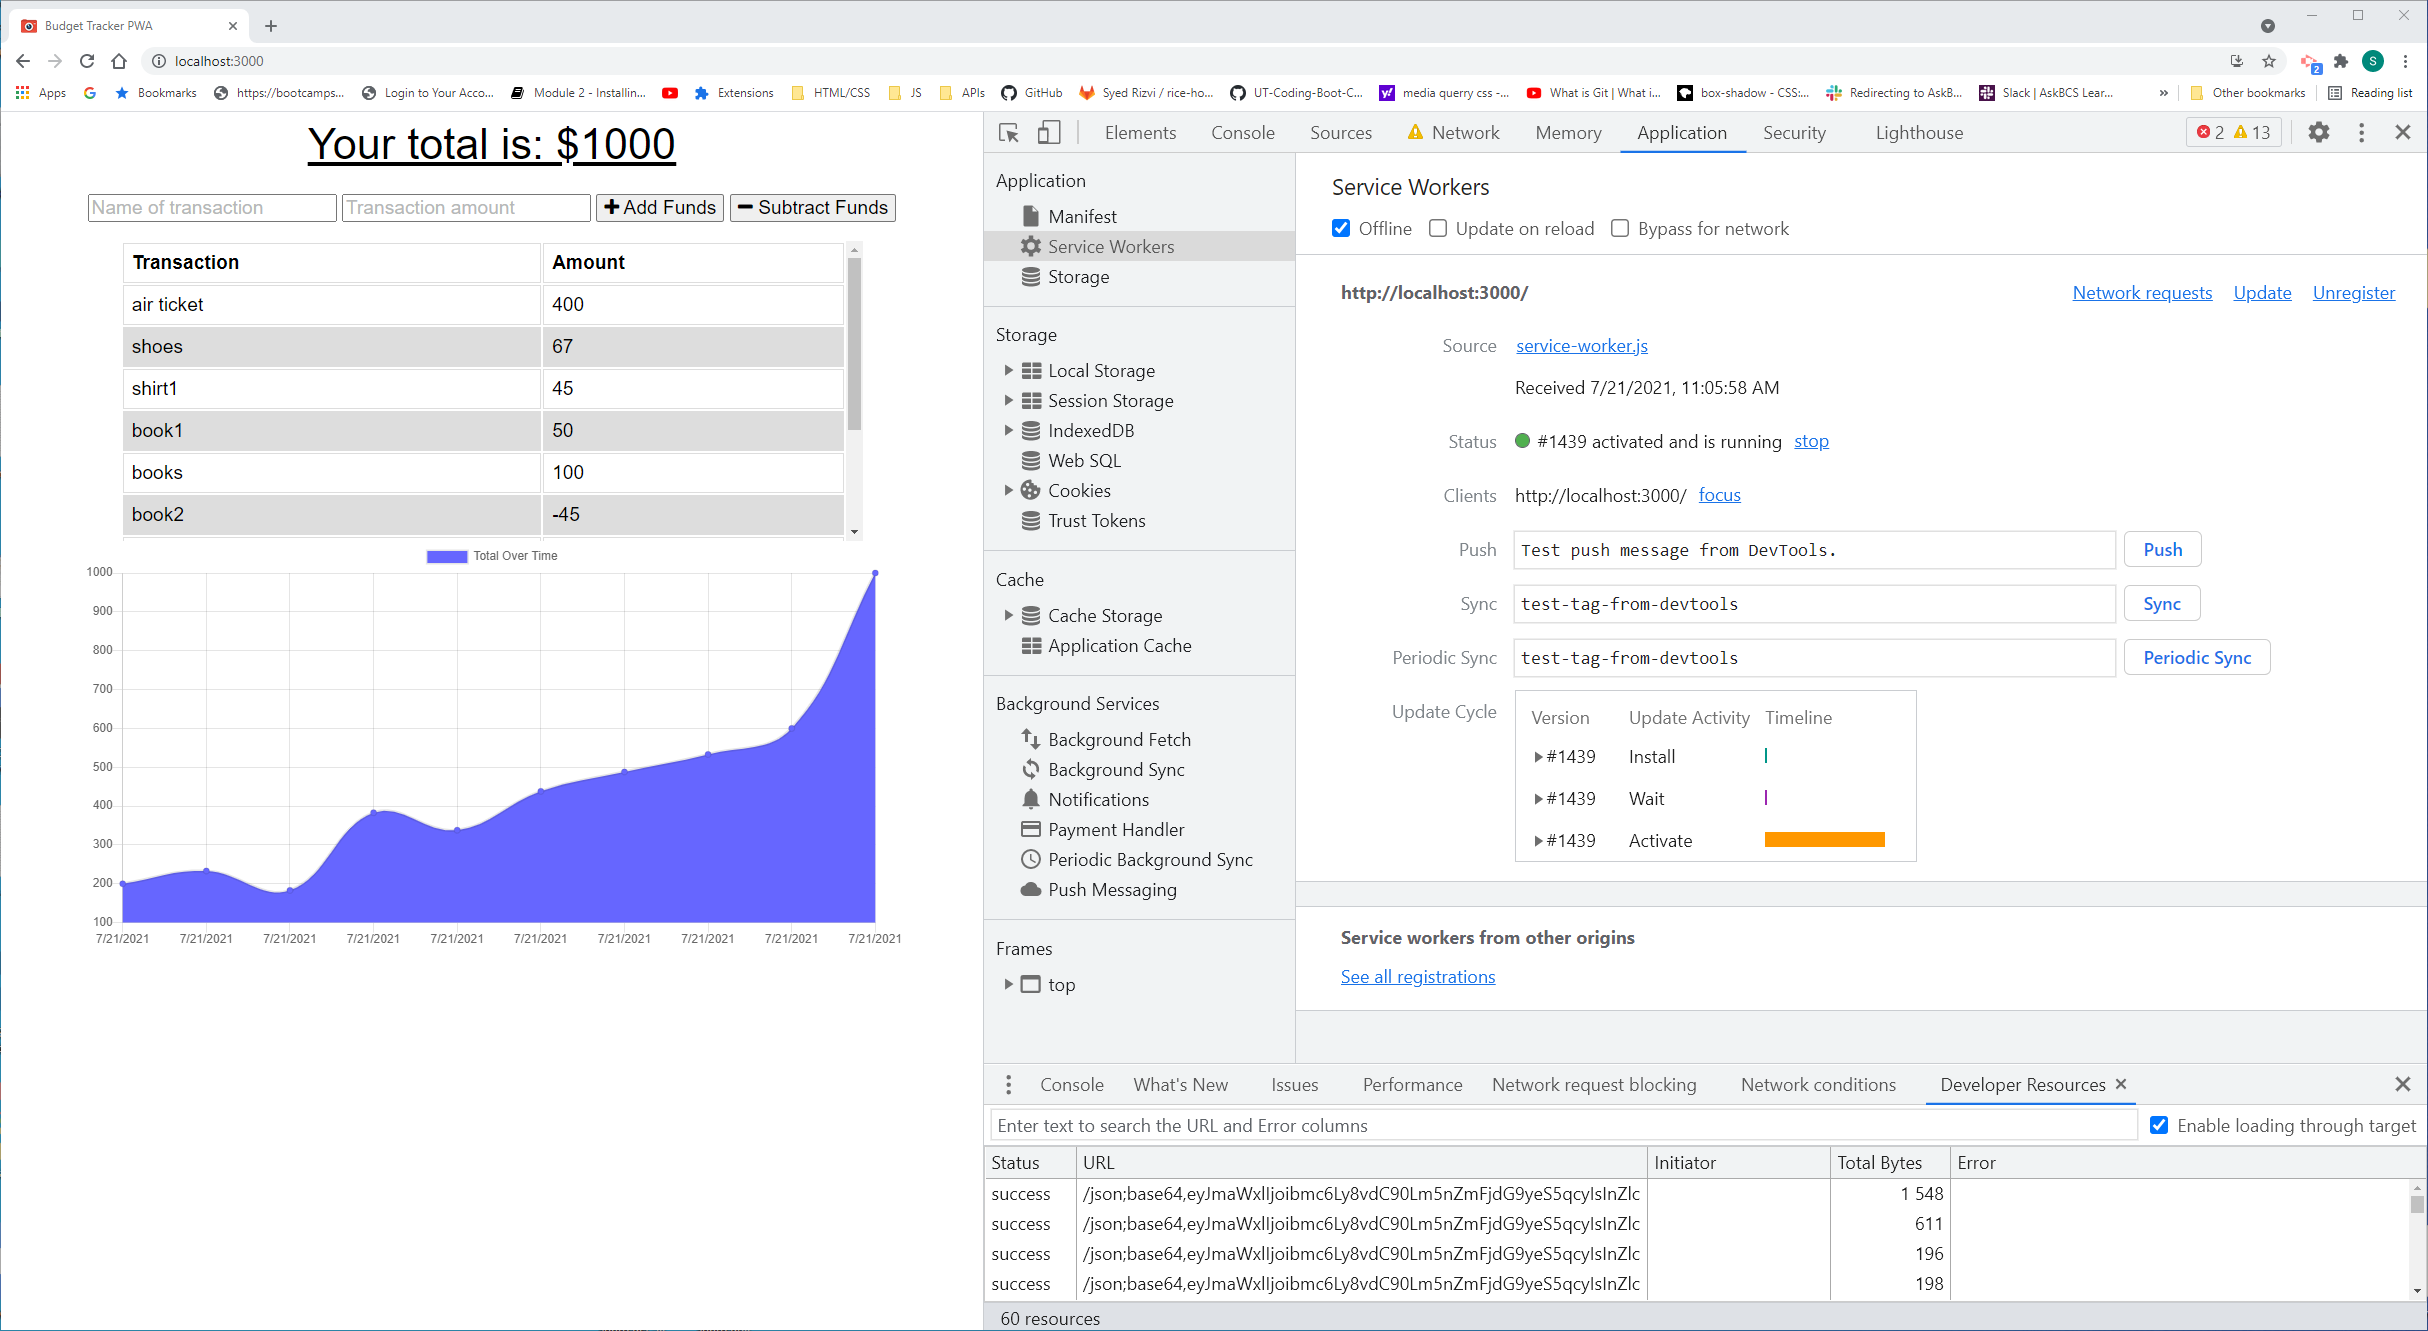 Budget Tracker PWA
localhost:3000
Apps
Bookmarks
https://bootcamps...
Login to Your Acco...
Module 2 - Installin...
Extensions
HTML/CSS
JS
APIs
GitHub
Syed Rizvi / rice-ho...
UT-Coding-Boot-C...
media querry css -...
What is Git | What i...
box-shadow - CSS:...
Redirecting to AskB...
Slack | AskBCS Lear...
»
Other bookmarks
Reading list
S
2
Your total is: $1000
Name of transaction Transaction amount Add Funds Subtract Funds
Transaction Amount
air ticket 400
shoes 67
shirt1 45
book1 50
books 100
book2 -45
Total Over Time
1000
900
800
700
600
500
400
300
200
100
7/21/2021 7/21/2021 7/21/2021 7/21/2021 7/21/2021 7/21/2021 7/21/2021 7/21/2021 7/21/2021 7/21/2021
Elements Console Sources Network Memory Application Security Lighthouse 2 13
Application
Manifest
Service Workers
Storage
Storage
Local Storage
Session Storage
IndexedDB
Web SQL
Cookies
Trust Tokens
Cache
Cache Storage
Application Cache
Background Services
Background Fetch
Background Sync
Notifications
Payment Handler
Periodic Background Sync
Push Messaging
Frames
top
Service Workers
Offline Update on reload Bypass for network
http://localhost:3000/ Network requests Update Unregister
Source service-worker.js
Received 7/21/2021, 11:05:58 AM
Status #1439 activated and is running stop
Clients http://localhost:3000/ focus
Push Test push message from DevTools. Push
Sync test-tag-from-devtools Sync
Periodic Sync test-tag-from-devtools Periodic Sync
Update Cycle Version Update Activity Timeline
#1439 Install
#1439 Wait
#1439 Activate
Service workers from other origins
See all registrations
Console What's New Issues Performance Network request blocking Network conditions Developer Resources
Enter text to search the URL and Error columns Enable loading through target
Status URL Initiator Total Bytes Error
success /json;base64,eyJmaWxlIjoibmc6Ly8vdC90Lm5nZmFjdG9yeS5qcyIsInZlc 1 548
success /json;base64,eyJmaWxlIjoibmc6Ly8vdC90Lm5nZmFjdG9yeS5qcyIsInZlc 611
success /json;base64,eyJmaWxlIjoibmc6Ly8vdC90Lm5nZmFjdG9yeS5qcyIsInZlc 196
success /json;base64,eyJmaWxlIjoibmc6Ly8vdC90Lm5nZmFjdG9yeS5qcyIsInZlc 198
60 resources